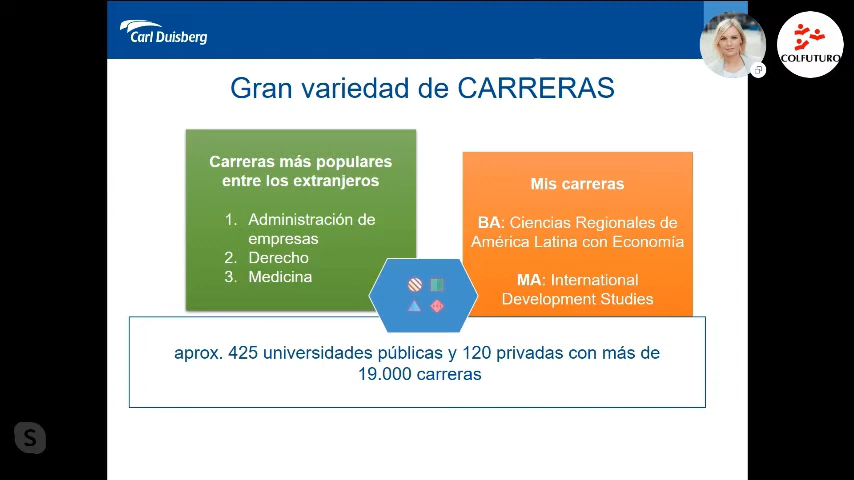 Carl Duisberg
COLFUTURO
Gran variedad de CARRERAS
Carreras más populares
entre los extranjeros
1. Administración de
empresas
2. Derecho
3. Medicina
Mis carreras
BA: Ciencias Regionales de
América Latina con Economía
MA: International
Development Studies
aprox. 425 universidades públicas y 120 privadas con más de
19.000 carreras
S